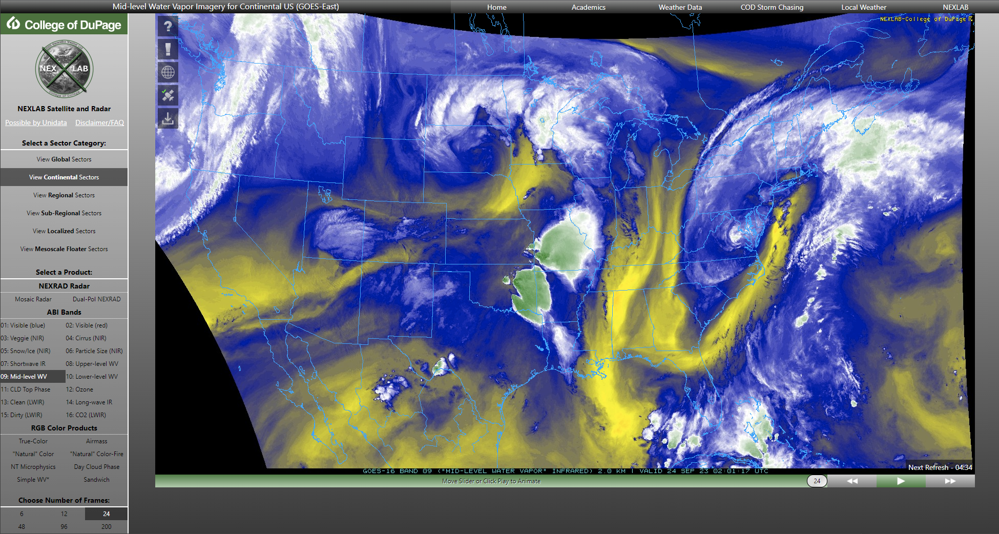 Mid-level Water Vapor Imagery for Continental US (GOES-East)
Home Academics Weather Data COD Storm Chasing Local Weather NEXLAB
College of DuPage
NEX LAB
NEXLAB Satellite and Radar
Possible by Unidata Disclaimer/FAQ
Select a Sector Category:
View Global Sectors
View Continental Sectors
View Regional Sectors
View Sub-Regional Sectors
View Localized Sectors
View Mesoscale Floater Sectors
Select a Product:
NEXRAD Radar
Mosaic Radar Dual-Pol NEXRAD
ABI Bands
01: Visible (blue) 02: Visible (red)
03: Veggie (NIR) 04: Cirrus (NIR)
05: Snow/Ice (NIR) 06: Particle Size (NIR)
07: Shortwave IR 08: Upper-level WV
09: Mid-level WV 10: Lower-level WV
11: CLD Top Phase 12: Ozone
13: Clean (LWIR) 14: Long-wave IR
15: Dirty (LWIR) 16: CO2 (LWIR)
RGB Color Products
True-Color Airmass
"Natural" Color "Natural" Color-Fire
NT Microphysics Day Cloud Phase
Simple WV* Sandwich
Choose Number of Frames:
6 12 24
48 96 200
NEXLAB-College of DuPage
GOES-16 BAND 09 ("MID-LEVEL WATER VAPOR" INFRARED) 2.0 KM | VALID 24 SEP 23 02:01:17 UTC
Next Refresh - 04:34
Move Slider or Click Play to Animate
24